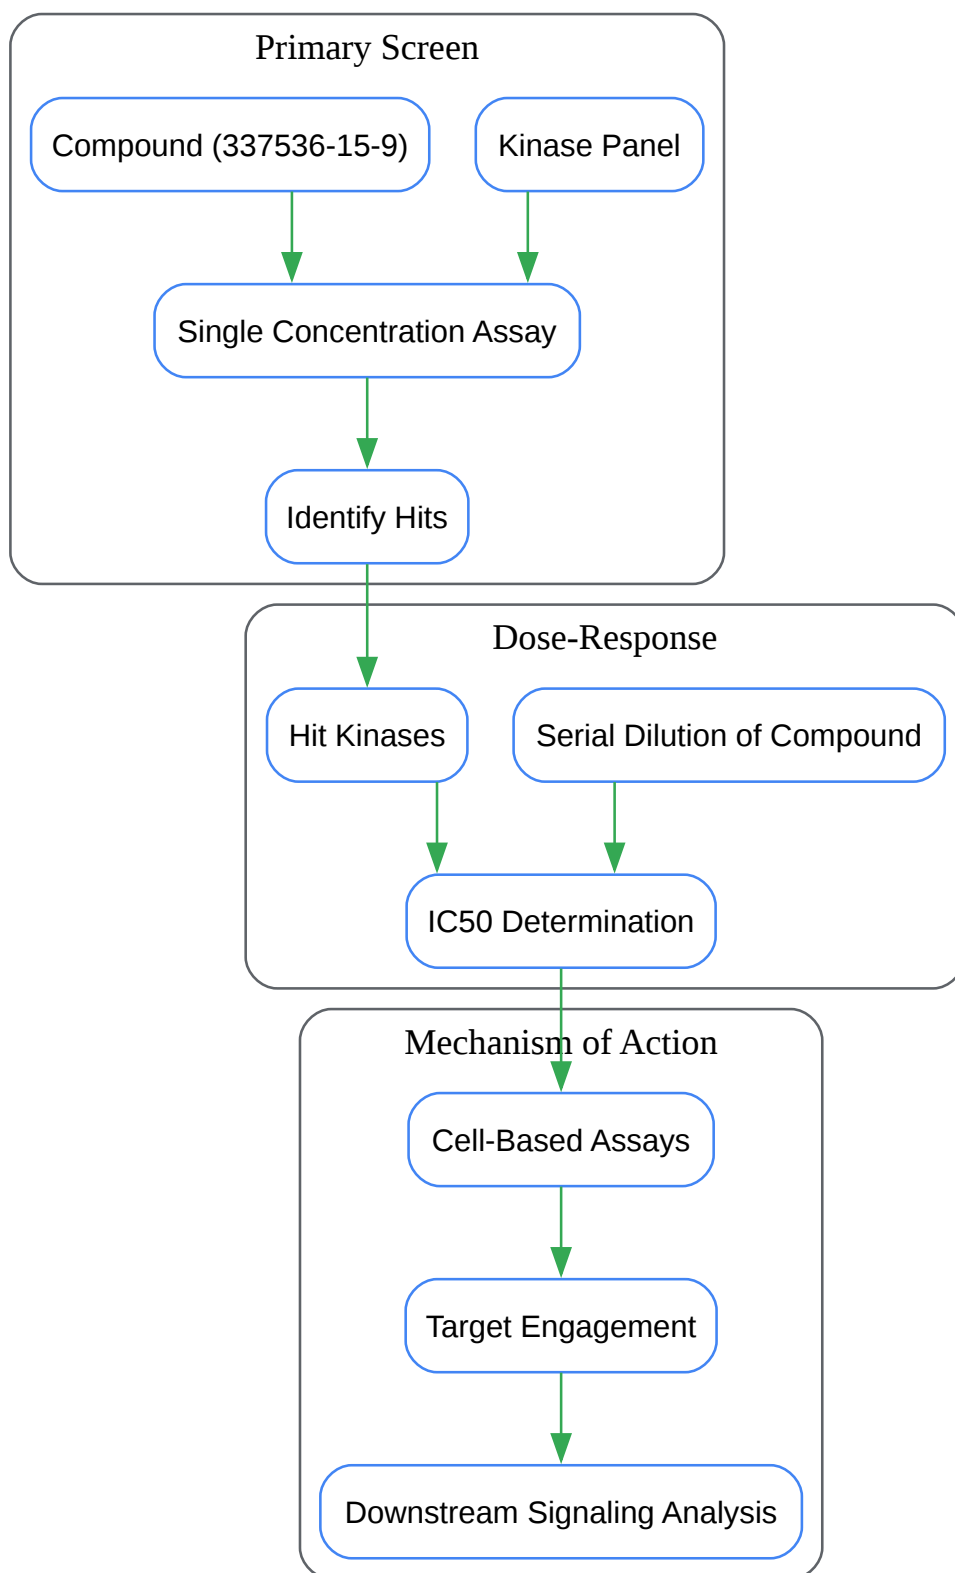 Primary Screen
Compound (337536-15-9)
Kinase Panel
Single Concentration Assay
Identify Hits
Dose-Response
Hit Kinases
Serial Dilution of Compound
IC50 Determination
Mechanism of Action
Cell-Based Assays
Target Engagement
Downstream Signaling Analysis